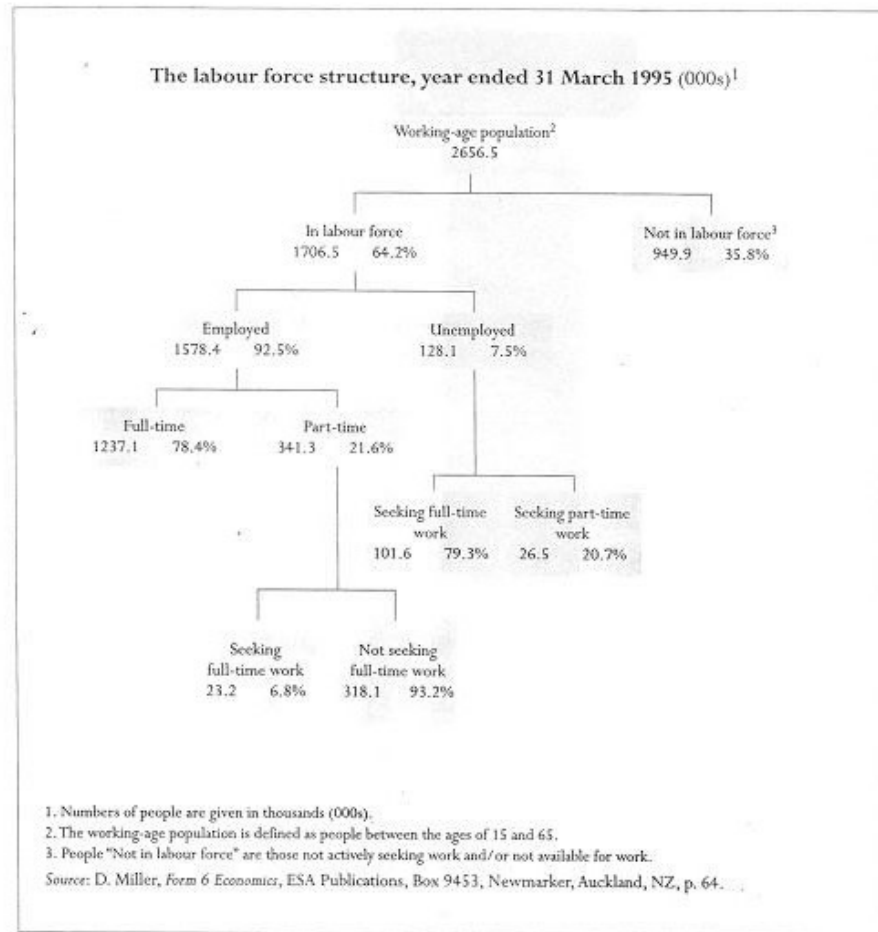 The labour force structure, year ended 31 March 1995 (000s)¹
Working-age population²
2656.5
In labour force
1706.5 64.2%
Not in labour force³
949.9 35.8%
Employed
1578.4 92.5%
Unemployed
128.1 7.5%
Full-time
1237.1 78.4%
Part-time
341.3 21.6%
Seeking full-time
work
101.6 79.3%
Seeking part-time
work
26.5 20.7%
Seeking
full-time work
23.2 6.8%
Not seeking
full-time work
318.1 93.2%
1. Numbers of people are given in thousands (000s).
2. The working-age population is defined as people between the ages of 15 and 65.
3. People "Not in labour force" are those not actively seeking work and/or not available for work.
Source: D. Miller, Form 6 Economics, ESA Publications, Box 9453, Newmarker, Auckland, NZ, p. 64.